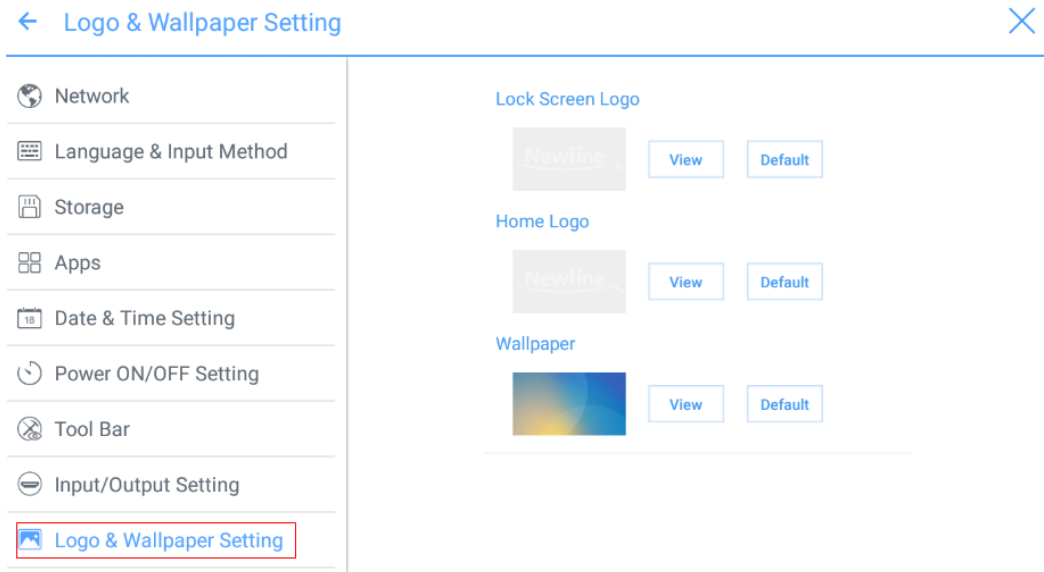 Logo & Wallpaper Setting
Network
Language & Input Method
Storage
Apps
18
Date & Time Setting
Power ON/OFF Setting
Tool Bar
Input/Output Setting
Logo & Wallpaper Setting
Lock Screen Logo
Newline
View
Default
Home Logo
Newline
View
Default
Wallpaper
View
Default